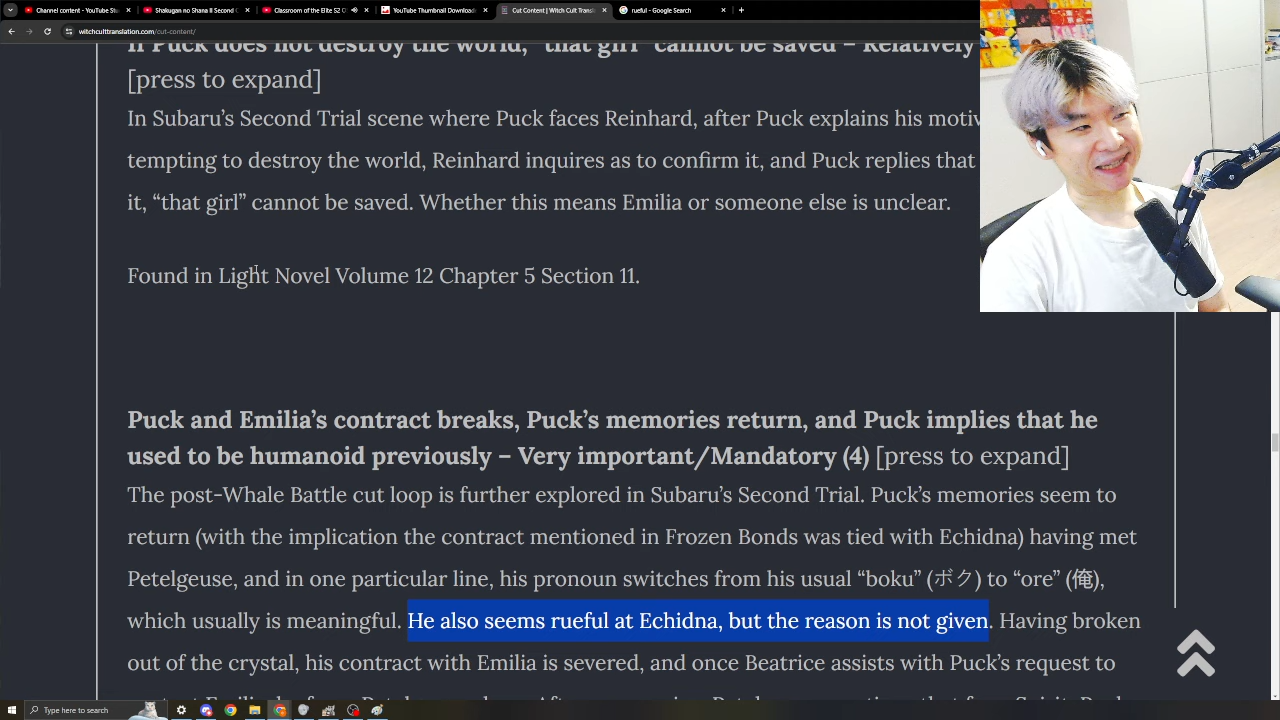 Channel content - YouTube Stu
Shakugan no Shana II Second
Classroom of the Elite S2
YouTube Thumbnail Downloade
Cut Content | Witch Cult Transl
rueful - Google Search
witchculttranslation.com/cut-content/
If Puck does not destroy the world, "that girl" cannot be saved – Relatively
[press to expand]
In Subaru's Second Trial scene where Puck faces Reinhard, after Puck explains his motiv
tempting to destroy the world, Reinhard inquires as to confirm it, and Puck replies that
it, “that girl” cannot be saved. Whether this means Emilia or someone else is unclear.
Found in Light Novel Volume 12 Chapter 5 Section 11.
Puck and Emilia’s contract breaks, Puck’s memories return, and Puck implies that he
used to be humanoid previously – Very important/Mandatory (4) [press to expand]
The post-Whale Battle cut loop is further explored in Subaru’s Second Trial. Puck’s memories seem to
return (with the implication the contract mentioned in Frozen Bonds was tied with Echidna) having met
Petelgeuse, and in one particular line, his pronoun switches from his usual “boku” (ボク) to “ore” (俺),
which usually is meaningful. He also seems rueful at Echidna, but the reason is not given. Having broken
out of the crystal, his contract with Emilia is severed, and once Beatrice assists with Puck’s request to
Type here to search